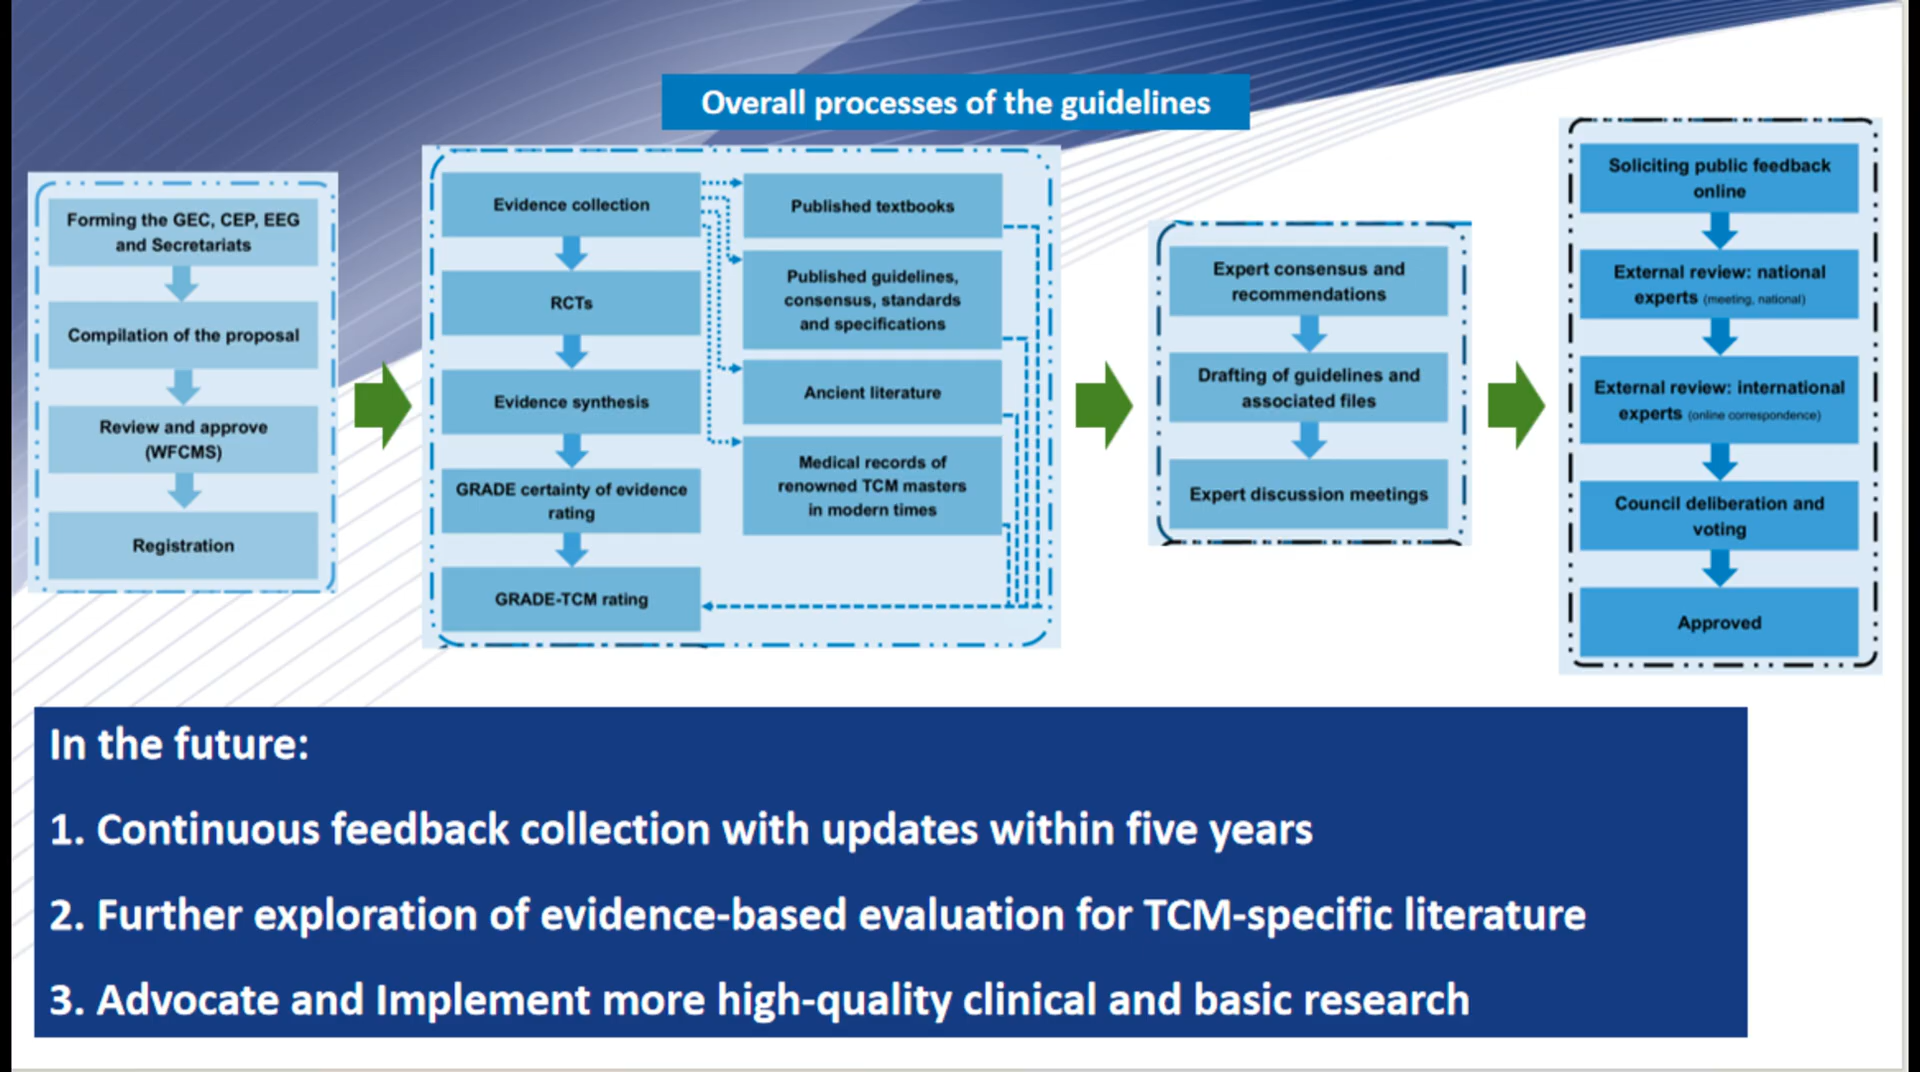 Overall processes of the guidelines
Forming the GEC, CEP, EEG
and Secretariats
Compilation of the proposal
Review and approve
(WFCMS)
Registration
Evidence collection
RCTs
Evidence synthesis
GRADE certainty of evidence
rating
GRADE-TCM rating
Published textbooks
Published guidelines,
consensus, standards
and specifications
Ancient literature
Medical records of
renowned TCM masters
in modern times
Expert consensus and
recommendations
Drafting of guidelines and
associated files
Expert discussion meetings
Soliciting public feedback
online
External review: national
experts (meeting, national)
External review: international
experts (online correspondence)
Council deliberation and
voting
Approved
In the future:
1. Continuous feedback collection with updates within five years
2. Further exploration of evidence-based evaluation for TCM-specific literature
3. Advocate and Implement more high-quality clinical and basic research